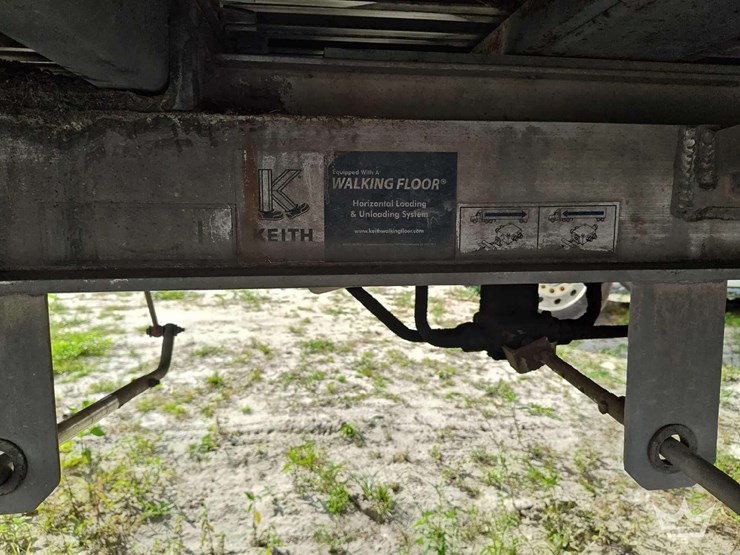 Equipped With A
WALKING FLOOR®
Horizontal Loading
& Unloading System
www.keithwalkingfloor.com
K
KEITH